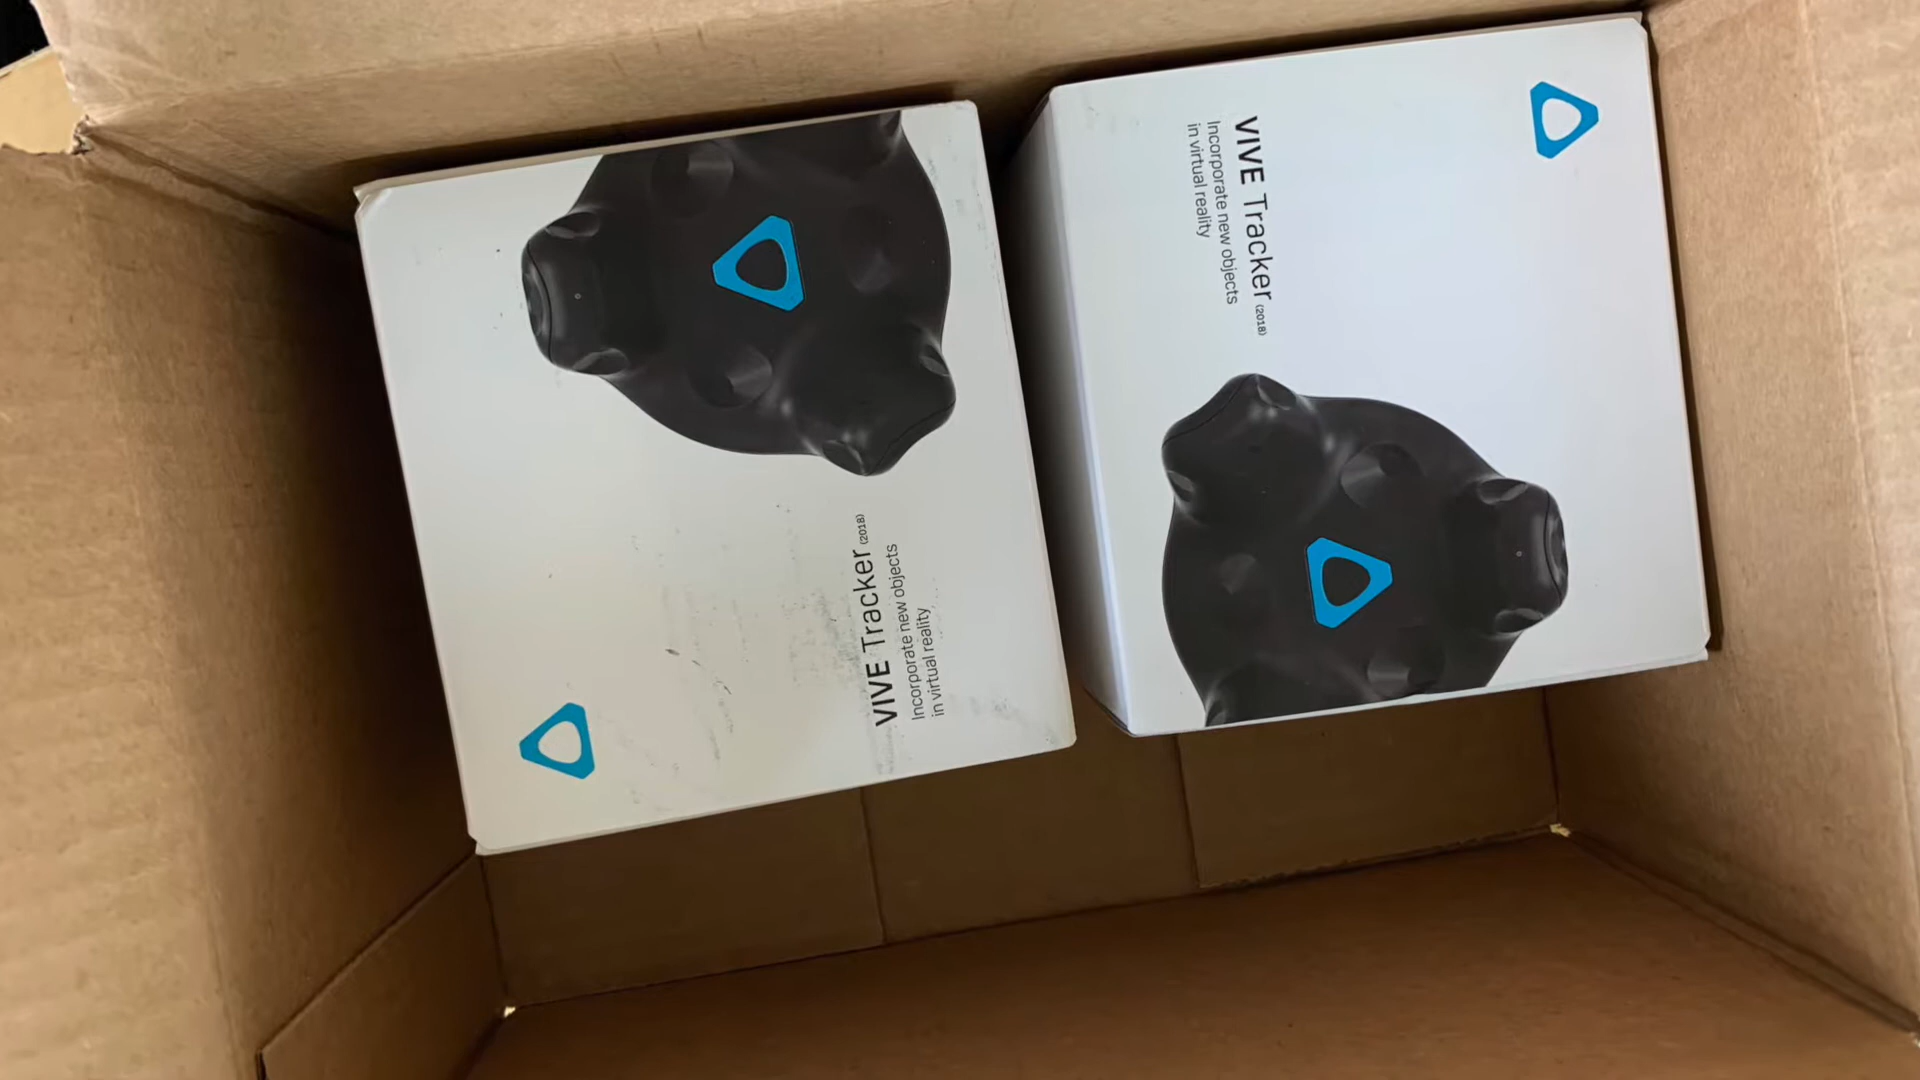 VIVE Tracker (2018)
Incorporate new objects
in virtual reality
VIVE Tracker (2018)
Incorporate new objects
in virtual reality